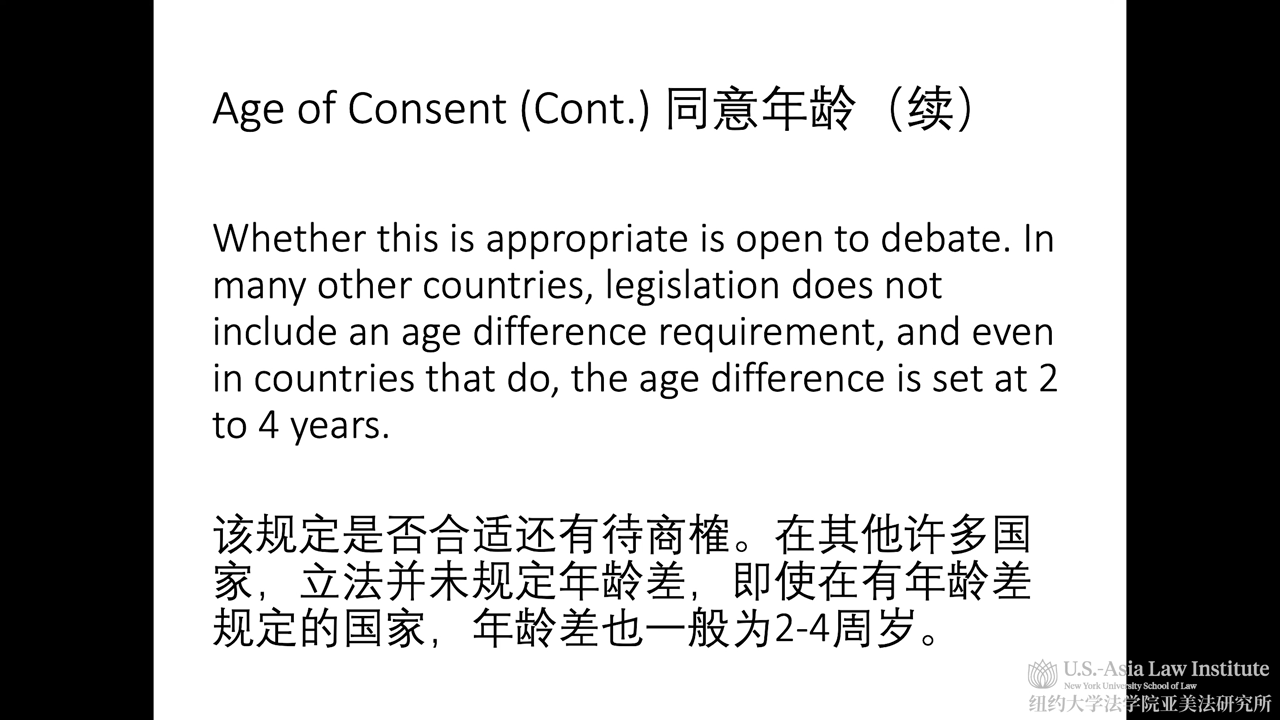 Age of Consent (Cont.) 同意年龄（续）
Whether this is appropriate is open to debate. In
many other countries, legislation does not
include an age difference requirement, and even
in countries that do, the age difference is set at 2
to 4 years.
该规定是否合适还有待商榷。在其他许多国
家，立法并未规定年龄差，即使在有年龄差
规定的国家，年龄差也一般为2-4周岁。
U.S.-Asia Law Institute
New York University School of Law
纽约大学法学院亚美法研究所